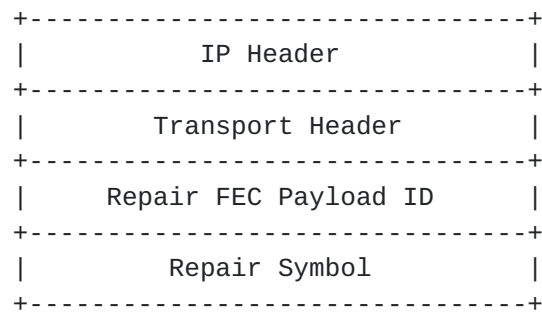 IP Header
Transport Header
Repair FEC Payload ID
Repair Symbol